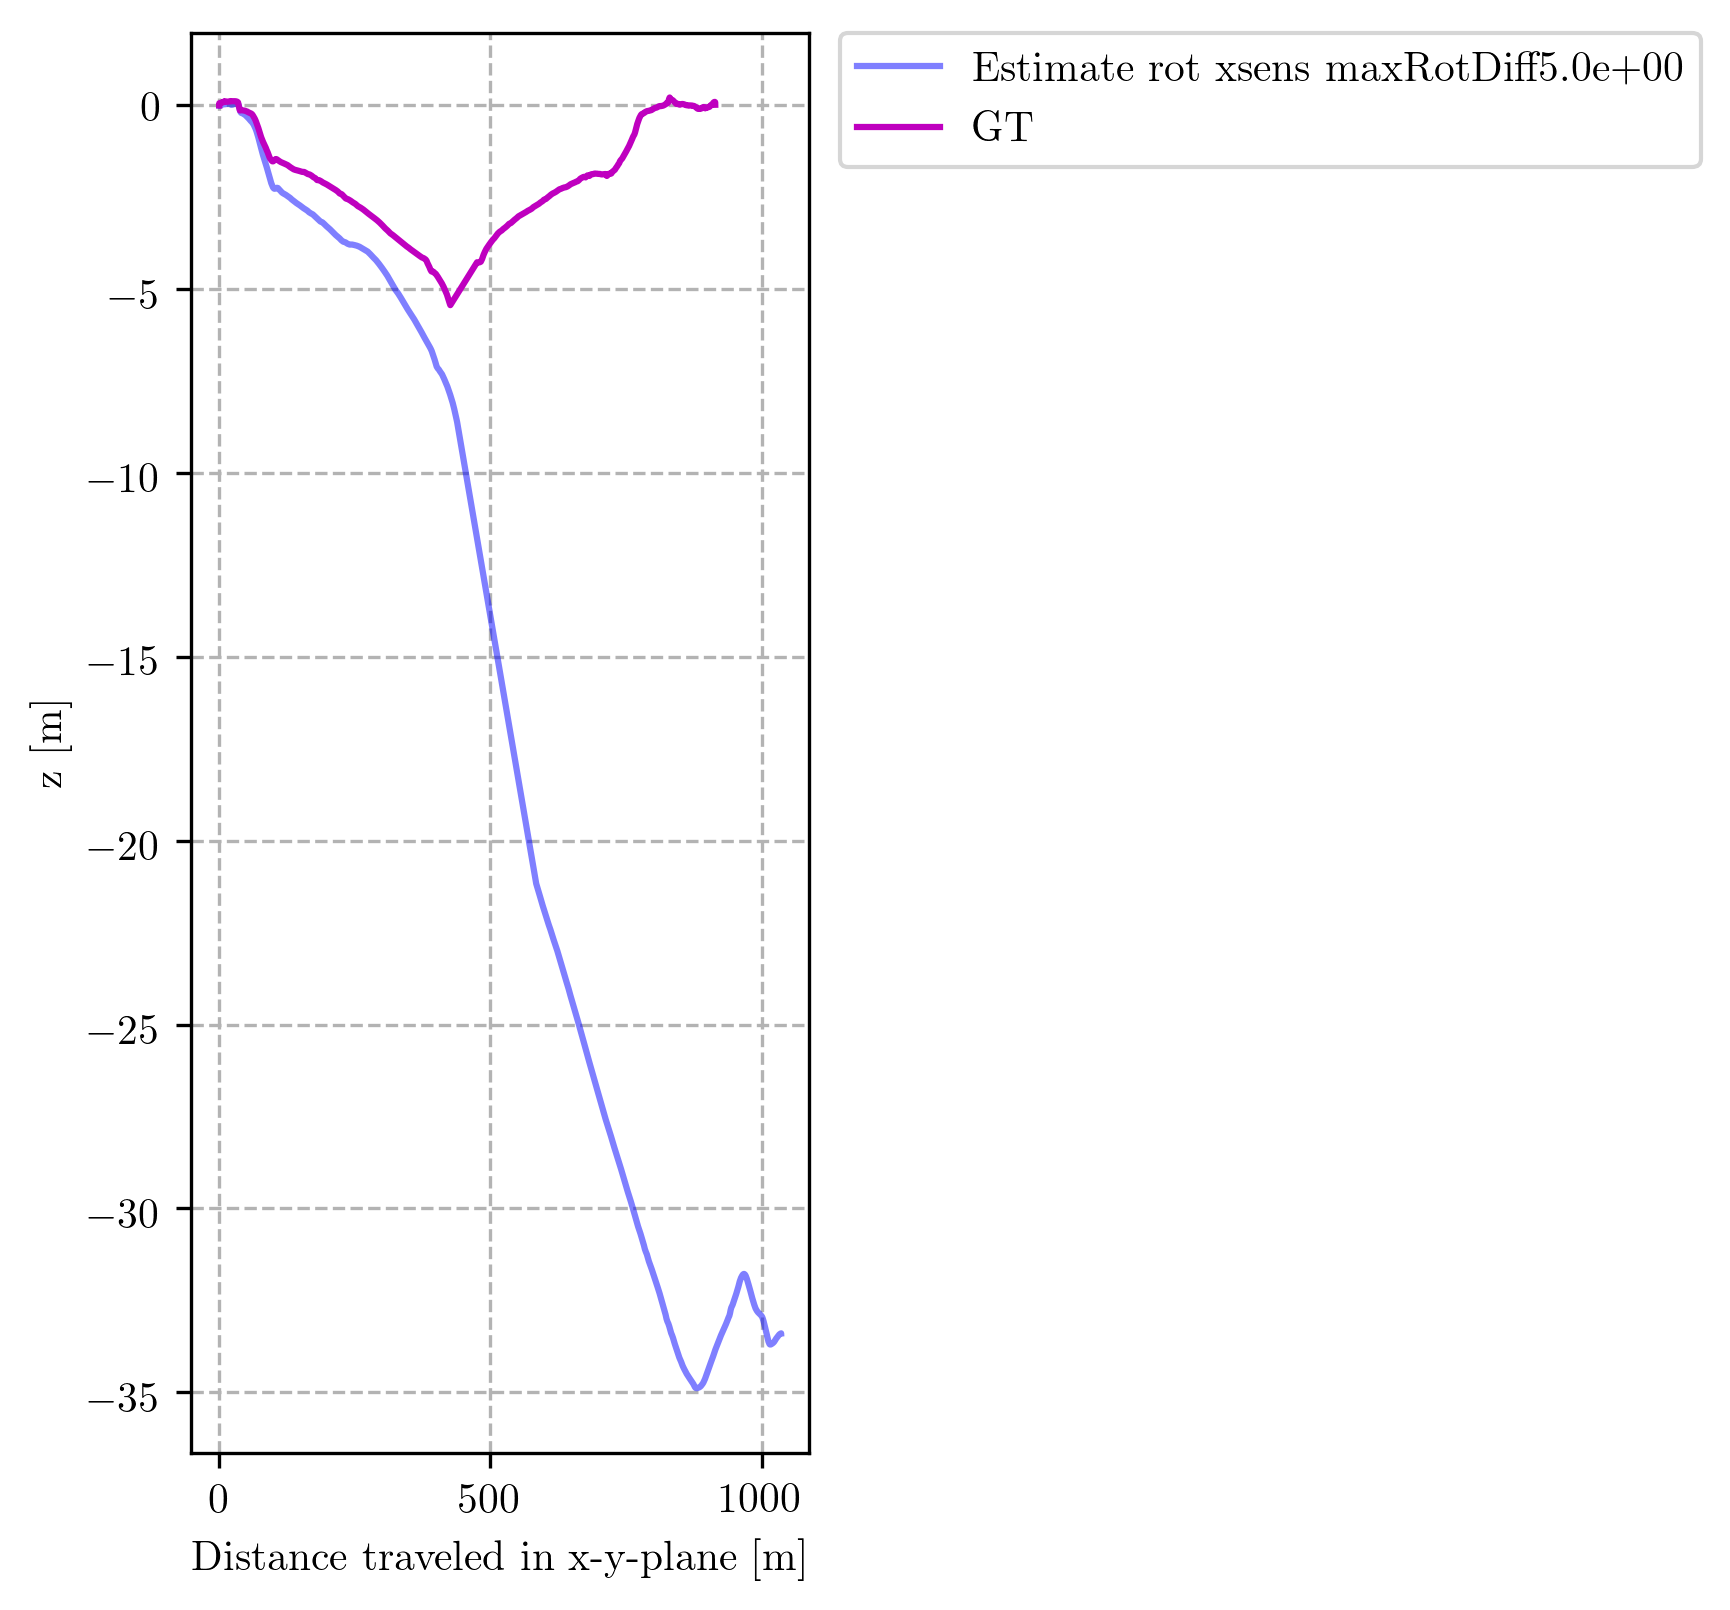 Estimate rot xsens maxRotDiff5.0e+00
GT
0
−5
−10
−15
−20
−25
−30
−35
z [m]
0 500 1000
Distance traveled in x-y-plane [m]